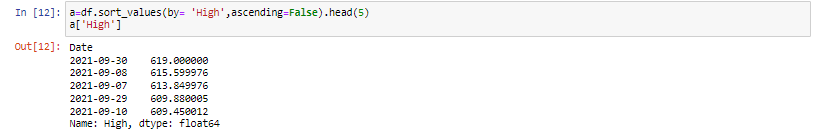 In [12]: a=df.sort_values(by= 'High',ascending=False).head(5)
a['High']
Out[12]: Date
2021-09-30    619.000000
2021-09-08    615.599976
2021-09-07    613.849976
2021-09-29    609.880005
2021-09-10    609.450012
Name: High, dtype: float64